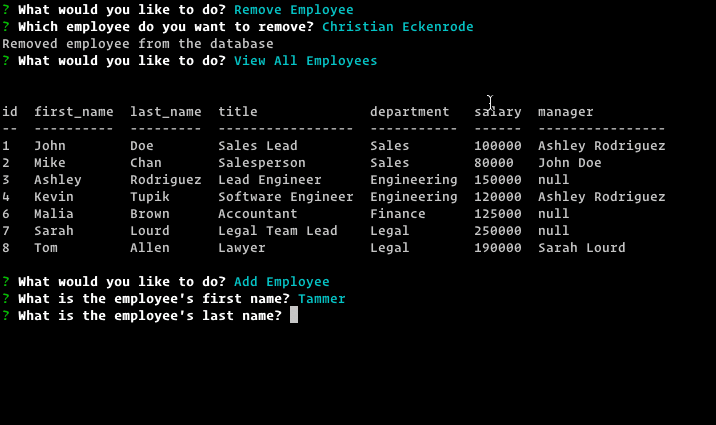 ? What would you like to do? Remove Employee
? Which employee do you want to remove? Christian Eckenrode
Removed employee from the database
? What would you like to do? View All Employees
id  first_name  last_name  title              department   salary  manager
--  ----------  ---------  -----------------  -----------  ------  ----------------
1   John        Doe        Sales Lead         Sales        100000  Ashley Rodriguez
2   Mike        Chan       Salesperson        Sales        80000   John Doe
3   Ashley      Rodriguez  Lead Engineer      Engineering  150000  null
4   Kevin       Tupik      Software Engineer  Engineering  120000  Ashley Rodriguez
6   Malia       Brown      Accountant         Finance      125000  null
7   Sarah       Lourd      Legal Team Lead    Legal        250000  null
8   Tom         Allen      Lawyer             Legal        190000  Sarah Lourd
? What would you like to do? Add Employee
? What is the employee's first name? Tammer
? What is the employee's last name?